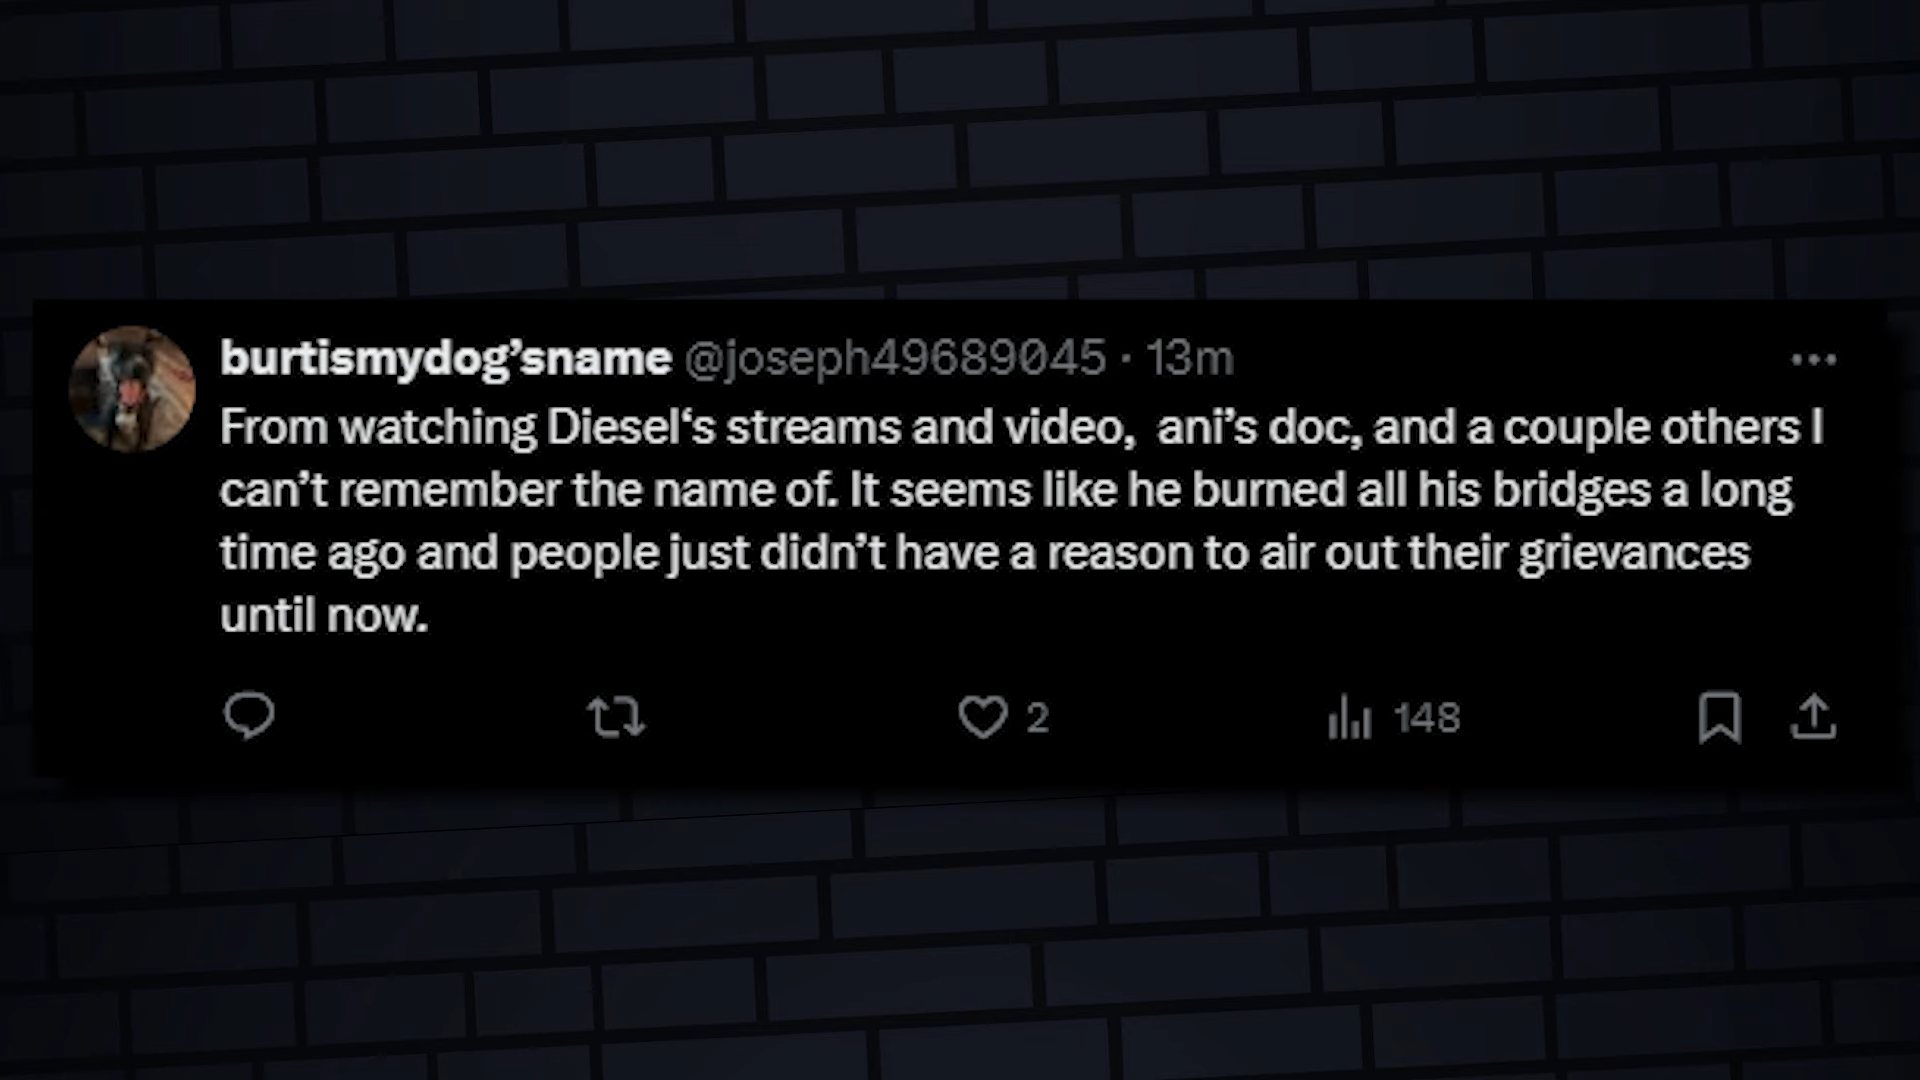 burtismydog’sname @joseph49689045 · 13m
From watching Diesel‘s streams and video,  ani’s doc, and a couple others I
can’t remember the name of. It seems like he burned all his bridges a long
time ago and people just didn’t have a reason to air out their grievances
until now.
2 148